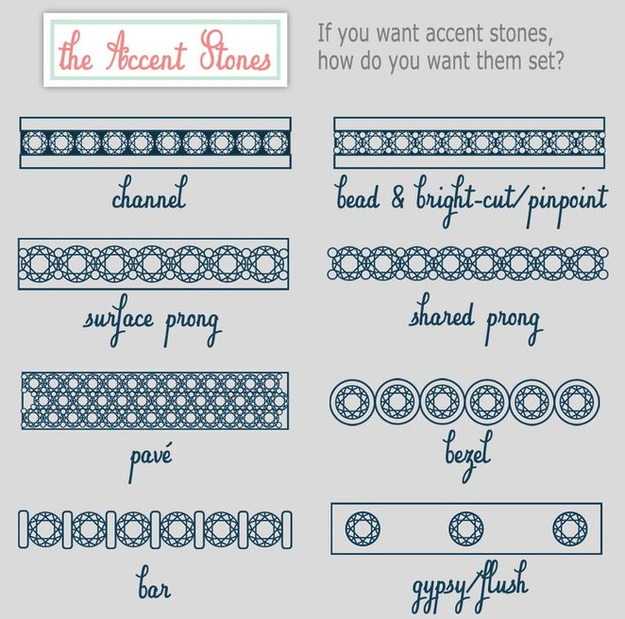 the Accent Stones
If you want accent stones,
how do you want them set?
channel
bead & bright-cut/pinpoint
surface prong
shared prong
pavé
bezel
bar
gypsy/flush